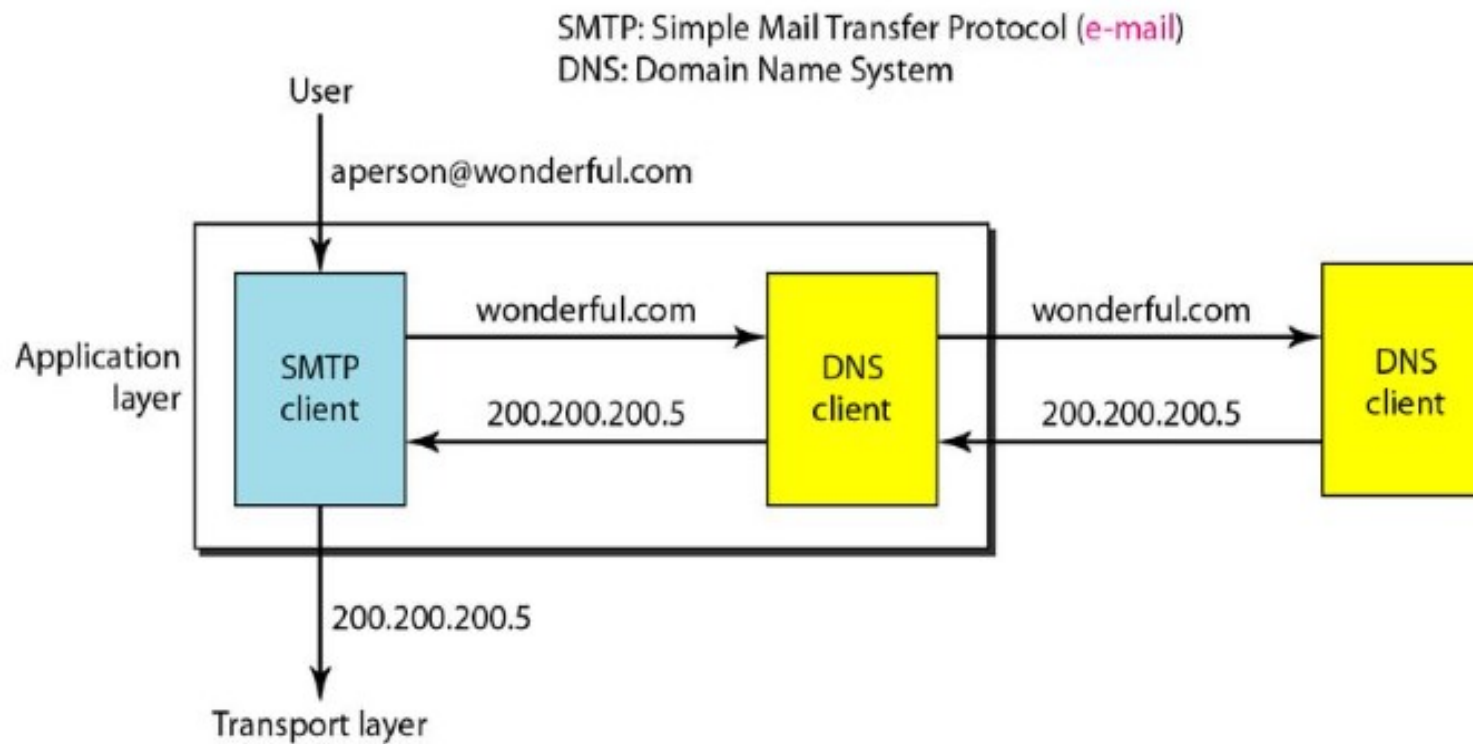 SMTP: Simple Mail Transfer Protocol (e-mail)
DNS: Domain Name System
User
aperson@wonderful.com
wonderful.com
wonderful.com
Application
layer
SMTP
client
DNS
client
DNS
client
200.200.200.5
200.200.200.5
200.200.200.5
Transport layer